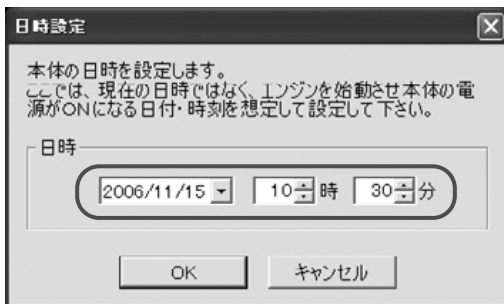 日時設定
本体の日時を設定します。
ここでは、現在の日時ではなく、エンジンを始動させ本体の電
源がONになる日付・時刻を想定して設定して下さい。
日時
2006/11/15 10 時 30 分
OK キャンセル